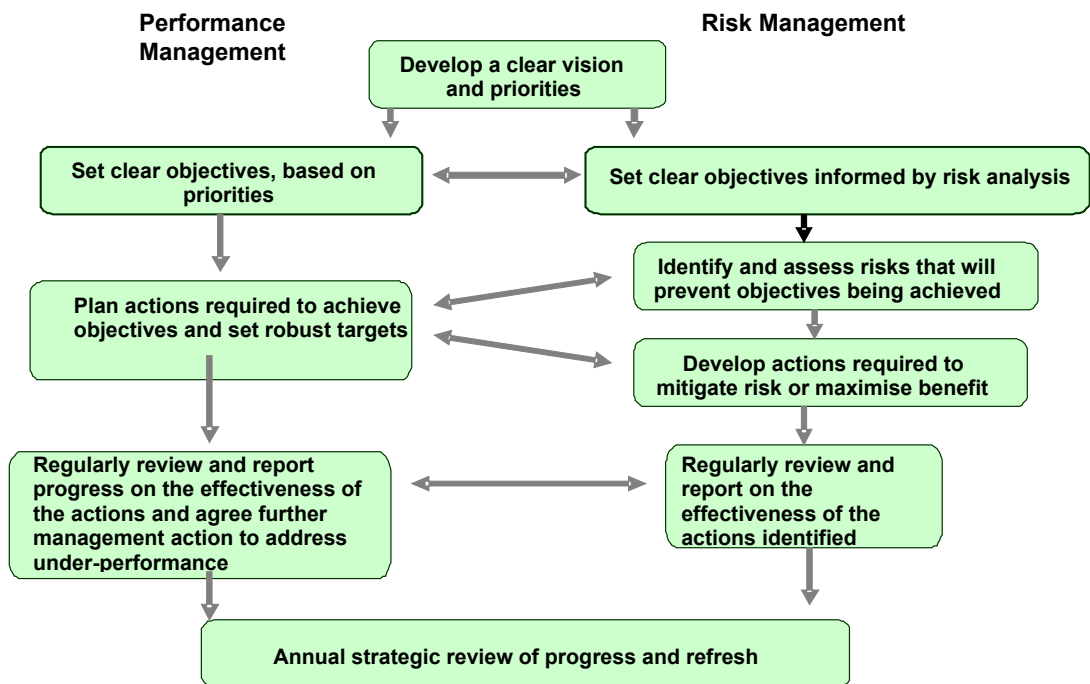 Performance
Management
Risk Management
Develop a clear vision
and priorities
Set clear objectives, based on
priorities
Set clear objectives informed by risk analysis
Identify and assess risks that will
prevent objectives being achieved
Plan actions required to achieve
objectives and set robust targets
Develop actions required to
mitigate risk or maximise benefit
Regularly review and report
progress on the effectiveness of
the actions and agree further
management action to address
under-performance
Regularly review and
report on the
effectiveness of the
actions identified
Annual strategic review of progress and refresh